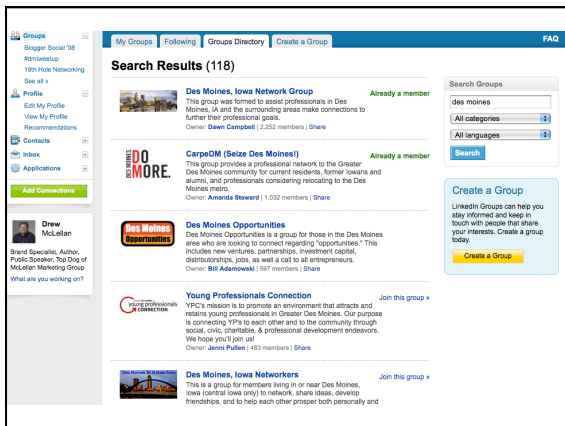 Groups
Blogger Social '08
#dmtweetup
19th Hole Networking
See all »
Profile
Edit My Profile
View My Profile
Recommendations
Contacts
Inbox
Applications
Add Connections
Drew
McLellan
Brand Specialist, Author,
Public Speaker, Top Dog of
McLellan Marketing Group
What are you working on?
My Groups Following Groups Directory Create a Group FAQ
Search Results (118)
Des Moines, Iowa Network Group
Already a member
This group was formed to assist professionals in Des
Moines, IA and the surrounding areas make connections to
further their professional goals.
Owner: Dawn Campbell | 2,252 members | Share
DES MOINES
DO
MORE.
CarpeDM (Seize Des Moines!)
Already a member
This group provides a professional network to the Greater
Des Moines community for current residents, former Iowans and
alumni, and professionals considering relocating to the Des
Moines metro.
Owner: Amanda Steward | 1,032 members | Share
Des Moines
Opportunities
Des Moines Opportunities
Des Moines Opportunities is a group for those in the Des Moines
area who are looking to connect regarding "opportunities." This
includes new ventures, partnerships, investment capital,
distributorships, jobs, as well a call to all entrepreneurs.
Owner: Bill Adamowski | 597 members | Share
young professionals
CONNECTION
Young Professionals Connection
Join this group »
YPC's mission is to promote an environment that attracts and
retains young professionals in Greater Des Moines. Our purpose
is connecting YP's to each other and to the community through
social, civic, charitable, & professional development endeavors.
We hope you'll join us!
Owner: Jenni Pullen | 483 members | Share
Des Moines, Iowa Networkers
Join this group »
This is a group for members living in or near Des Moines,
Iowa (central Iowa only) to network, share ideas, develop
friendships, and to help each other prosper both personally and
Search Groups
des moines
All categories
All languages
Search
Create a Group
LinkedIn Groups can help you
stay informed and keep in
touch with people that share
your interests. Create a group
today.
Create a Group